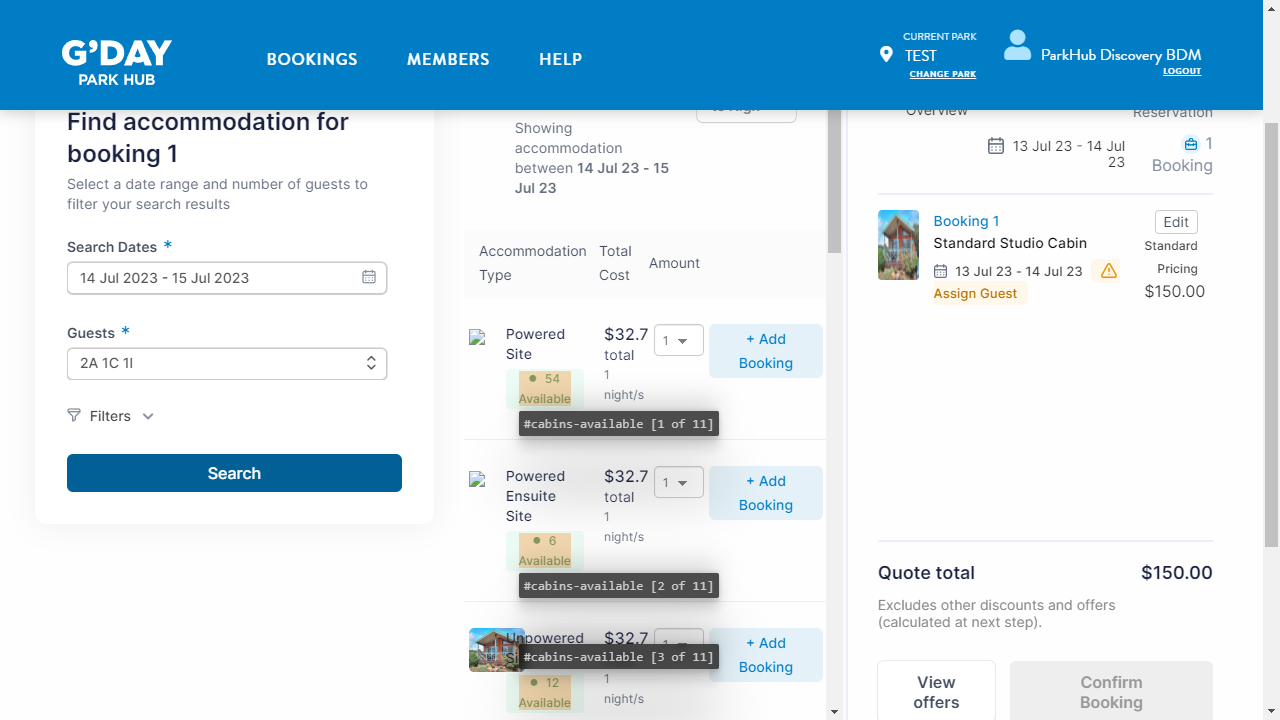 G'DAY
PARK HUB
BOOKINGS
MEMBERS
HELP
CURRENT PARK
TEST
CHANGE PARK
ParkHub Discovery BDM
LOGOUT
Find accommodation for
booking 1
Select a date range and number of guests to
filter your search results
Search Dates *
14 Jul 2023 - 15 Jul 2023
Guests *
2A 1C 1I
Filters
Search
Showing
accommodation
between 14 Jul 23 - 15
Jul 23
Accommodation
Type
Total
Cost
Amount
Powered
Site
54
Available
$32.7
total
1
night/s
1
+ Add
Booking
#cabins-available [1 of 11]
Powered
Ensuite
Site
6
Available
$32.7
total
1
night/s
1
+ Add
Booking
#cabins-available [2 of 11]
Unpowered
12
Available
$32.7
1
night/s
+ Add
Booking
#cabins-available [3 of 11]
Overview
Reservation
13 Jul 23 - 14 Jul
23
1
Booking
Booking 1
Standard Studio Cabin
13 Jul 23 - 14 Jul 23
Assign Guest
Edit
Standard
Pricing
$150.00
Quote total
$150.00
Excludes other discounts and offers
(calculated at next step).
View
offers
Confirm
Booking